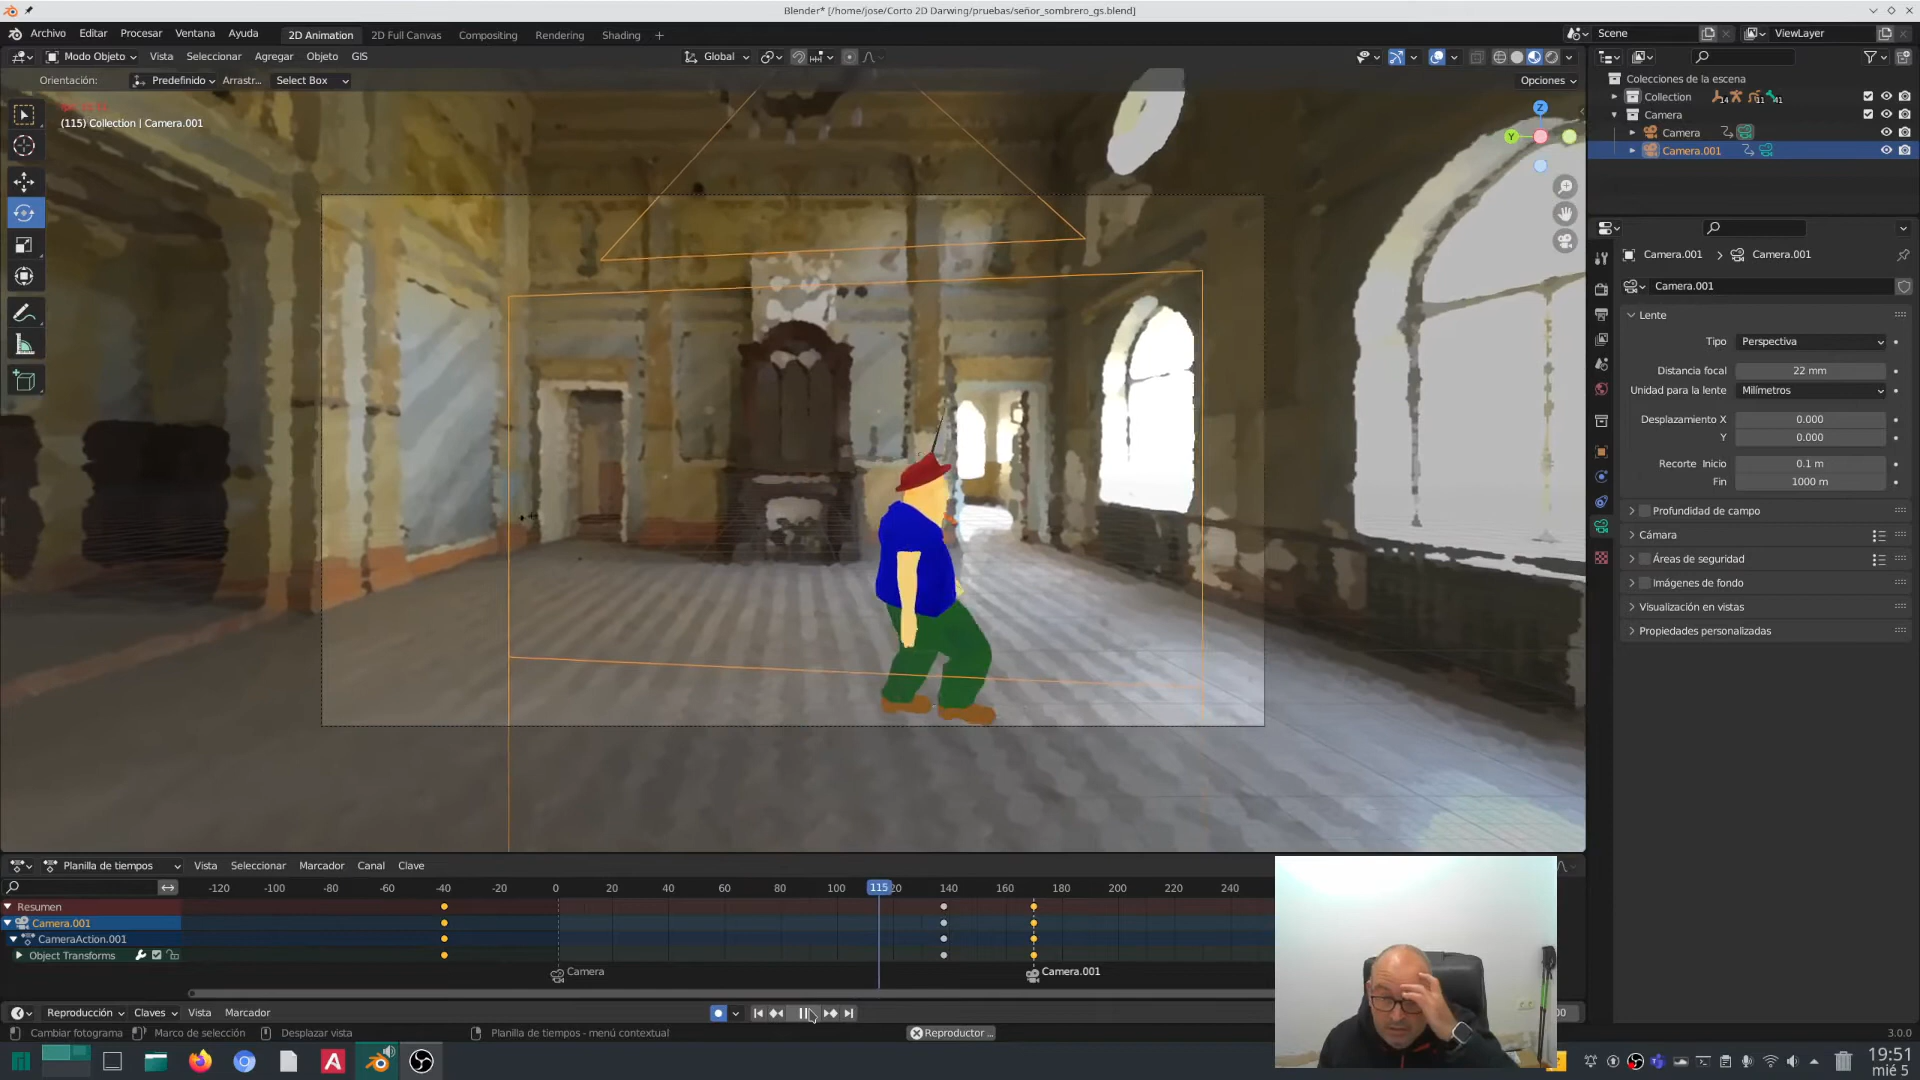 Blender* [/home/jose/Corto 2D Darwing/pruebas/señor_sombrero_gs.blend]
Archivo Editar Procesar Ventana Ayuda 2D Animation 2D Full Canvas Compositing Rendering Shading + Scene ViewLayer
Modo Objeto Vista Seleccionar Agregar Objeto GIS Global
Orientación: Predefinido Arrastr... Select Box Opciones
(115) Collection | Camera.001
Z
Y
Colecciones de la escena
Collection 14 11 41
Camera
Camera
Camera.001
Camera.001 > Camera.001
Camera.001
Lente
Tipo Perspectiva
Distancia focal 22 mm
Unidad para la lente Milímetros
Desplazamiento X 0.000
Y 0.000
Recorte Inicio 0.1 m
Fin 1000 m
Profundidad de campo
Cámara
Áreas de seguridad
Imágenes de fondo
Visualización en vistas
Propiedades personalizadas
Planilla de tiempos Vista Seleccionar Marcador Canal Clave
-120 -100 -80 -60 -40 -20 0 20 40 60 80 100 115 20 140 160 180 200 220 240
Resumen
Camera.001
CameraAction.001
Object Transforms
Camera Camera.001
Reproducción Claves Vista Marcador 00
Cambiar fotograma Marco de selección Desplazar vista Planilla de tiempos - menú contextual Reproductor ... 3.0.0
19:51
mié 5